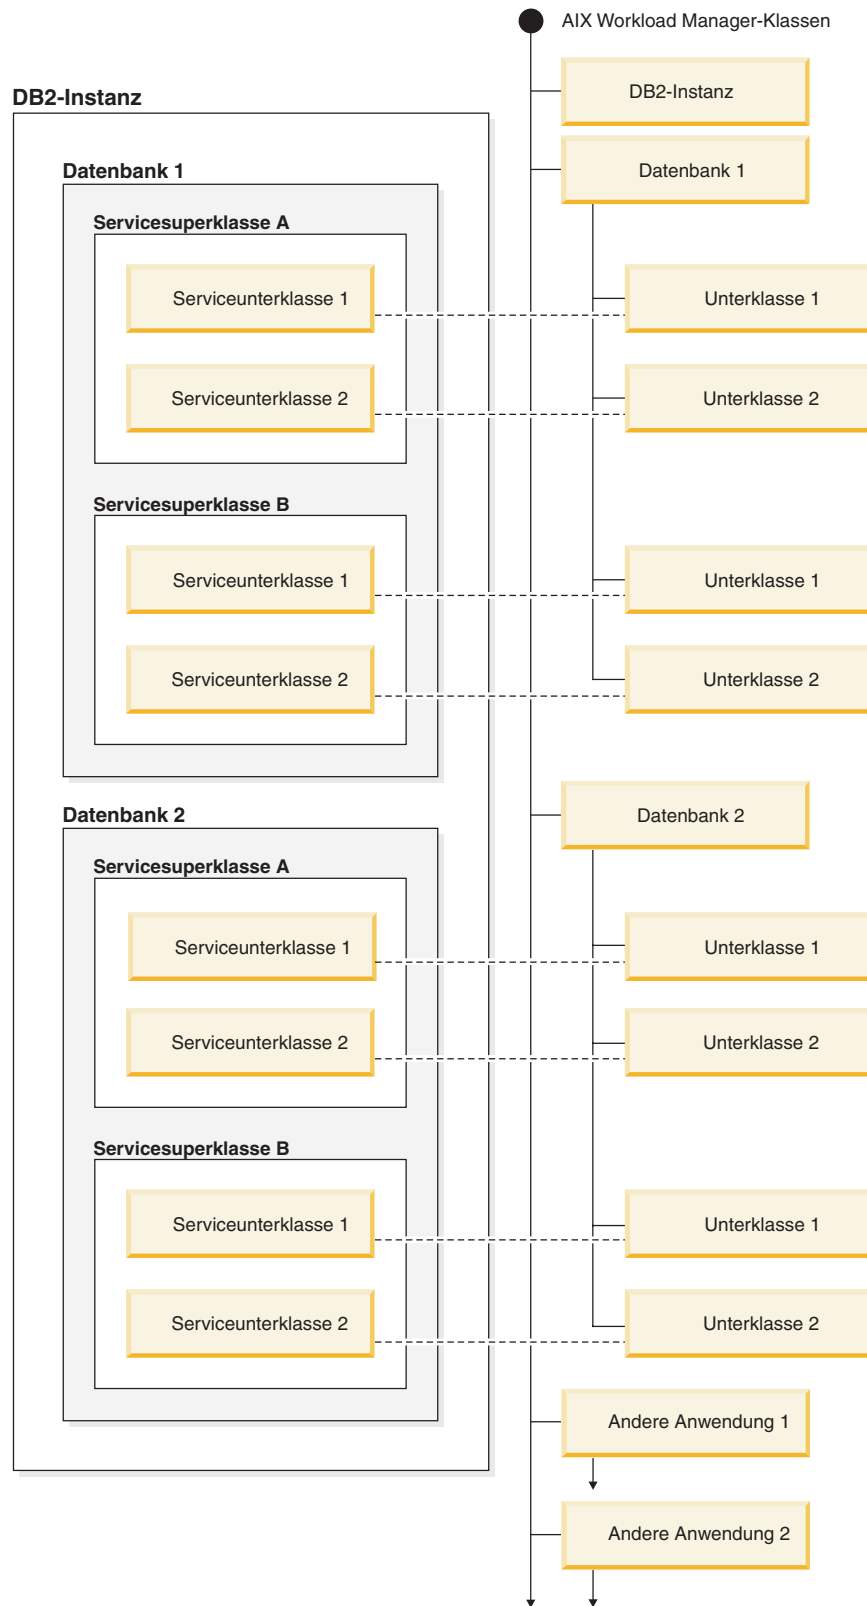 AIX Workload Manager-Klassen
DB2-Instanz
DB2-Instanz
Datenbank 1
Datenbank 1
Servicesuperklasse A
Serviceunterklasse 1
Unterklasse 1
Serviceunterklasse 2
Unterklasse 2
Servicesuperklasse B
Serviceunterklasse 1
Unterklasse 1
Serviceunterklasse 2
Unterklasse 2
Datenbank 2
Datenbank 2
Servicesuperklasse A
Serviceunterklasse 1
Unterklasse 1
Serviceunterklasse 2
Unterklasse 2
Servicesuperklasse B
Serviceunterklasse 1
Unterklasse 1
Serviceunterklasse 2
Unterklasse 2
Andere Anwendung 1
Andere Anwendung 2